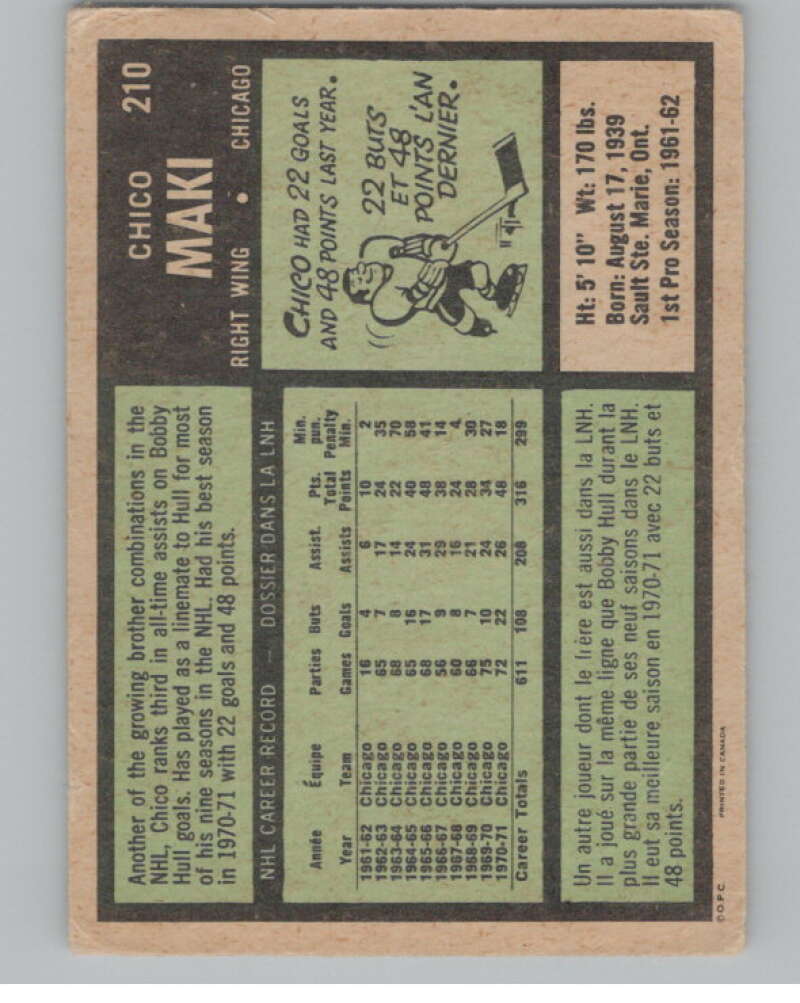 CHICO 210
MAKI
RIGHT WING • CHICAGO
Another of the growing brother combinations in the
NHL, Chico ranks third in all-time assists on Bobby
Hull goals. Has played as a linemate to Hull for most
of his nine seasons in the NHL. Had his best season
in 1970-71 with 22 goals and 48 points.
CHICO HAD 22 GOALS
AND 48 POINTS LAST YEAR.
22 BUTS
ET 48
POINTS L'AN
DERNIER.
NHL CAREER RECORD — DOSSIER DANS LA LNH
Année Équipe Parties Buts Assist. Pts. Total Min. pun. Penalty
Year Team Games Goals Assists Points Min.
1961-62 Chicago 16 4 6 10 2
1962-63 Chicago 65 7 17 24 35
1963-64 Chicago 68 8 14 22 70
1964-65 Chicago 65 16 24 40 58
1965-66 Chicago 68 17 31 48 41
1966-67 Chicago 56 9 29 38 14
1967-68 Chicago 60 8 16 24 4
1968-69 Chicago 66 7 21 28 30
1969-70 Chicago 75 10 24 34 27
1970-71 Chicago 72 22 26 48 18
Career Totals 611 108 208 316 299
Ht: 5' 10" Wt: 170 lbs.
Born: August 17, 1939
Sault Ste. Marie, Ont.
1st Pro Season: 1961-62
Un autre joueur dont le frère est aussi dans la LNH.
Il a joué sur la même ligne que Bobby Hull durant la
plus grande partie de ses neuf saisons dans le LNH.
Il eut sa meilleure saison en 1970-71 avec 22 buts et
48 points.
© O.P.C. PRINTED IN CANADA